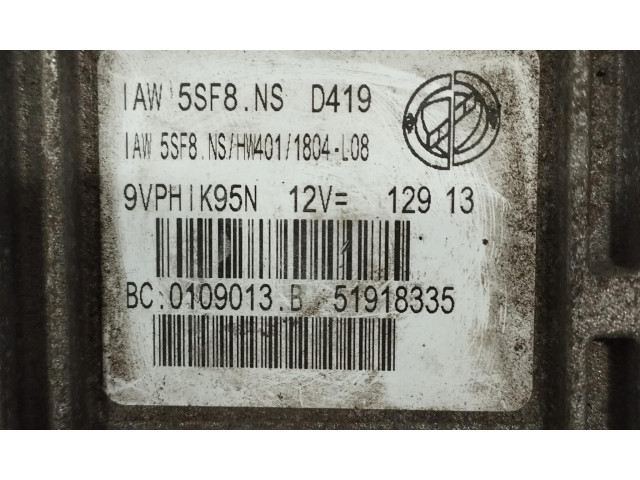 IAW 5SF8.NS D419
IAW 5SF8.NS/HW401/1804-L08
9VPHIK95N 12V= 129 13
BC.0109013.B 51918335